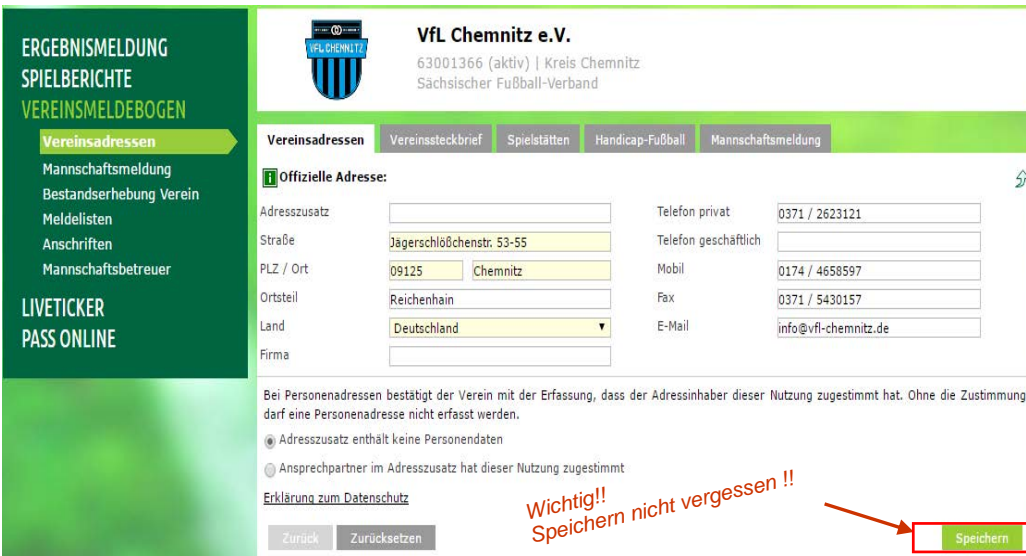 ERGEBNISMELDUNG
SPIELBERICHTE
VEREINSMELDEBOGEN
Vereinsadressen
Mannschaftsmeldung
Bestandserhebung Verein
Meldelisten
Anschriften
Mannschaftsbetreuer
LIVETICKER
PASS ONLINE
VFL CHEMNITZ
VfL Chemnitz e.V.
63001366 (aktiv) | Kreis Chemnitz
Sächsischer Fußball-Verband
Vereinsadressen Vereinssteckbrief Spielstätten Handicap-Fußball Mannschaftsmeldung
i Offizielle Adresse:
Adresszusatz Telefon privat 0371 / 2623121
Straße Jägerschlößchenstr. 53-55 Telefon geschäftlich
PLZ / Ort 09125 Chemnitz Mobil 0174 / 4658597
Ortsteil Reichenhain Fax 0371 / 5430157
Land Deutschland E-Mail info@vfl-chemnitz.de
Firma
Bei Personenadressen bestätigt der Verein mit der Erfassung, dass der Adressinhaber dieser Nutzung zugestimmt hat. Ohne die Zustimmung
darf eine Personenadresse nicht erfasst werden.
Adresszusatz enthält keine Personendaten
Ansprechpartner im Adresszusatz hat dieser Nutzung zugestimmt
Erklärung zum Datenschutz
Wichtig!!
Speichern nicht vergessen !!
Zurück Zurücksetzen Speichern